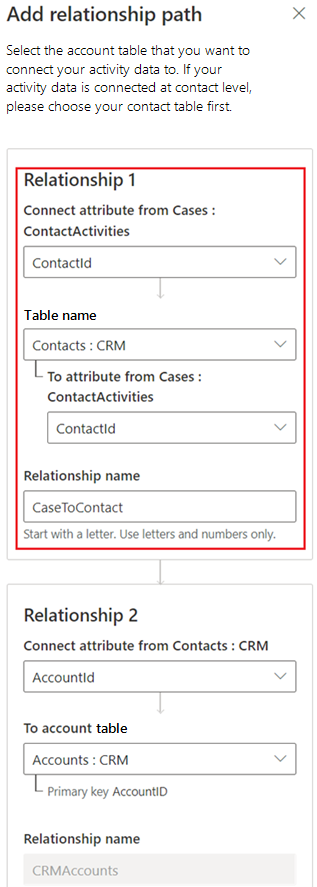 Add relationship path
Select the account table that you want to
connect your activity data to. If your
activity data is connected at contact level,
please choose your contact table first.
Relationship 1
Connect attribute from Cases :
ContactActivities
ContactId
Table name
Contacts : CRM
To attribute from Cases :
ContactActivities
ContactId
Relationship name
CaseToContact
Start with a letter. Use letters and numbers only.
Relationship 2
Connect attribute from Contacts : CRM
AccountId
To account table
Accounts : CRM
Primary key AccountID
Relationship name
CRMAccounts